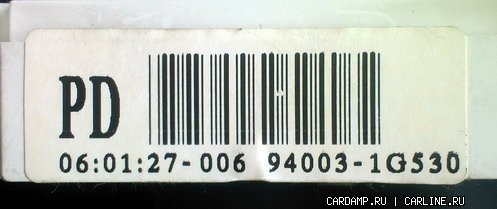 PD
06:01:27-006 94003-1G530
CARDAMP.RU | CARLINE.RU